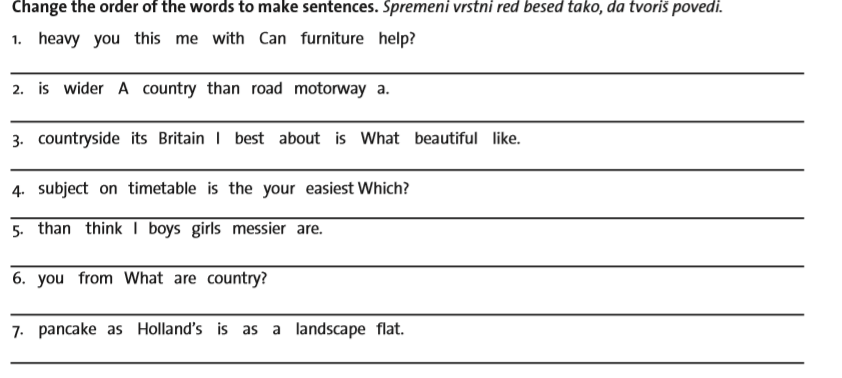 Change the order of the words to make sentences. Spremeni vrstni red besed tako, da tvoriš povedi.
1. heavy you this me with Can furniture help?
2. is wider A country than road motorway a.
3. countryside its Britain I best about is What beautiful like.
4. subject on timetable is the your easiest Which?
5. than think I boys girls messier are.
6. you from What are country?
7. pancake as Holland's is as a landscape flat.